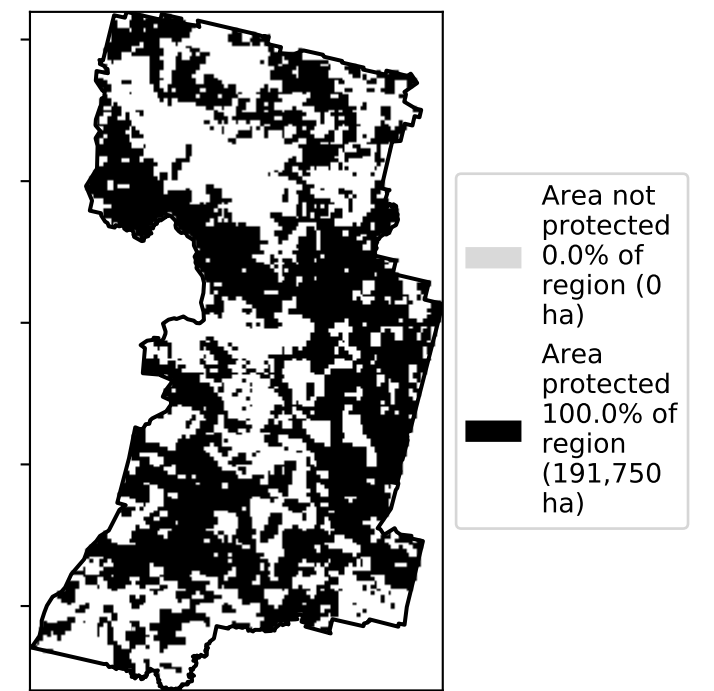 Area not
protected
0.0% of
region (0
ha)
Area
protected
100.0% of
region
(191,750
ha)